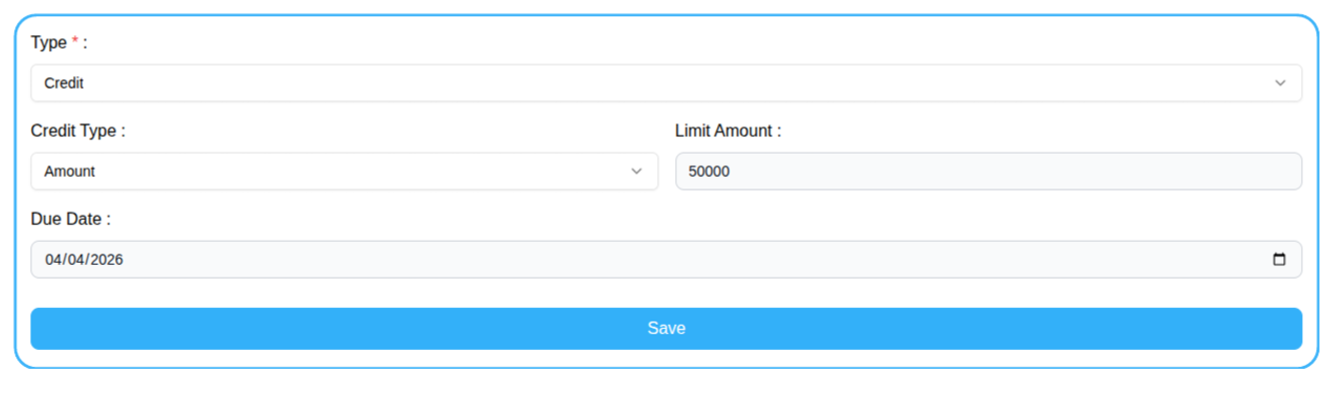 Type * :
Credit
Credit Type :
Limit Amount :
Amount
50000
Due Date :
04/04/2026
Save